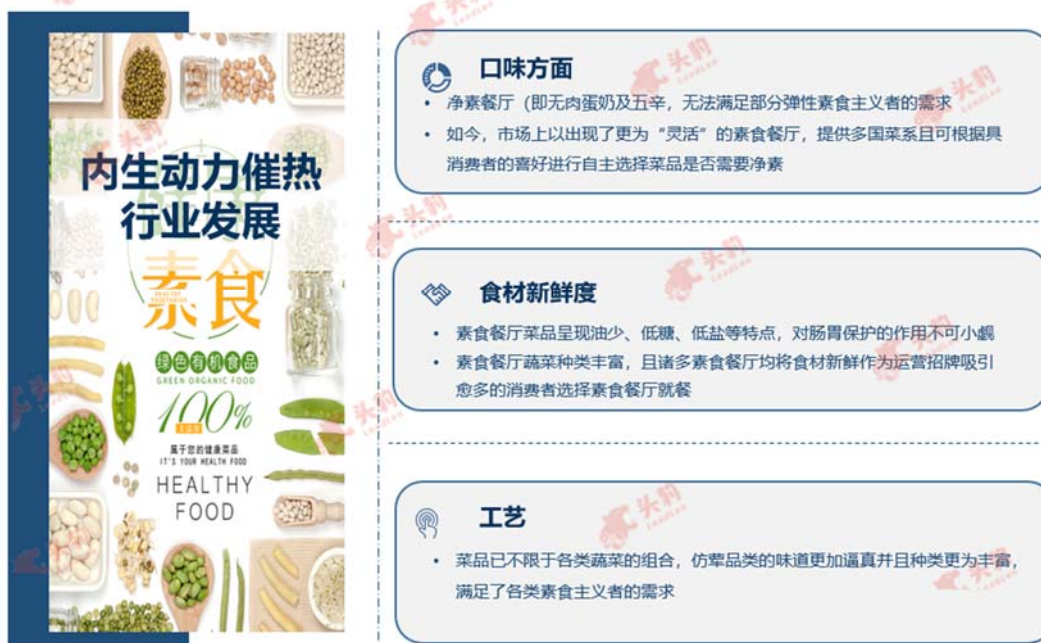 内生动力催热
行业发展
素食
HEALTHY
VEGETARIAN
绿色有机食品
GREEN ORGANIC FOOD
100%
属于您的健康菜品
IT'S YOUR HEALTH FOOD
HEALTHY
FOOD
口味方面
• 净素餐厅（即无肉蛋奶及五辛，无法满足部分弹性素食主义者的需求
• 如今，市场上以出现了更为“灵活”的素食餐厅，提供多国菜系且可根据具
消费者的喜好进行自主选择菜品是否需要净素
食材新鲜度
• 素食餐厅菜品呈现油少、低糖、低盐等特点，对肠胃保护的作用不可小觑
• 素食餐厅蔬菜种类丰富，且诸多素食餐厅均将食材新鲜作为运营招牌吸引
愈多的消费者选择素食餐厅就餐
工艺
• 菜品已不限于各类蔬菜的组合，仿荤品类的味道更加逼真并且种类更为丰富，
满足了各类素食主义者的需求
头豹
LeadLeo